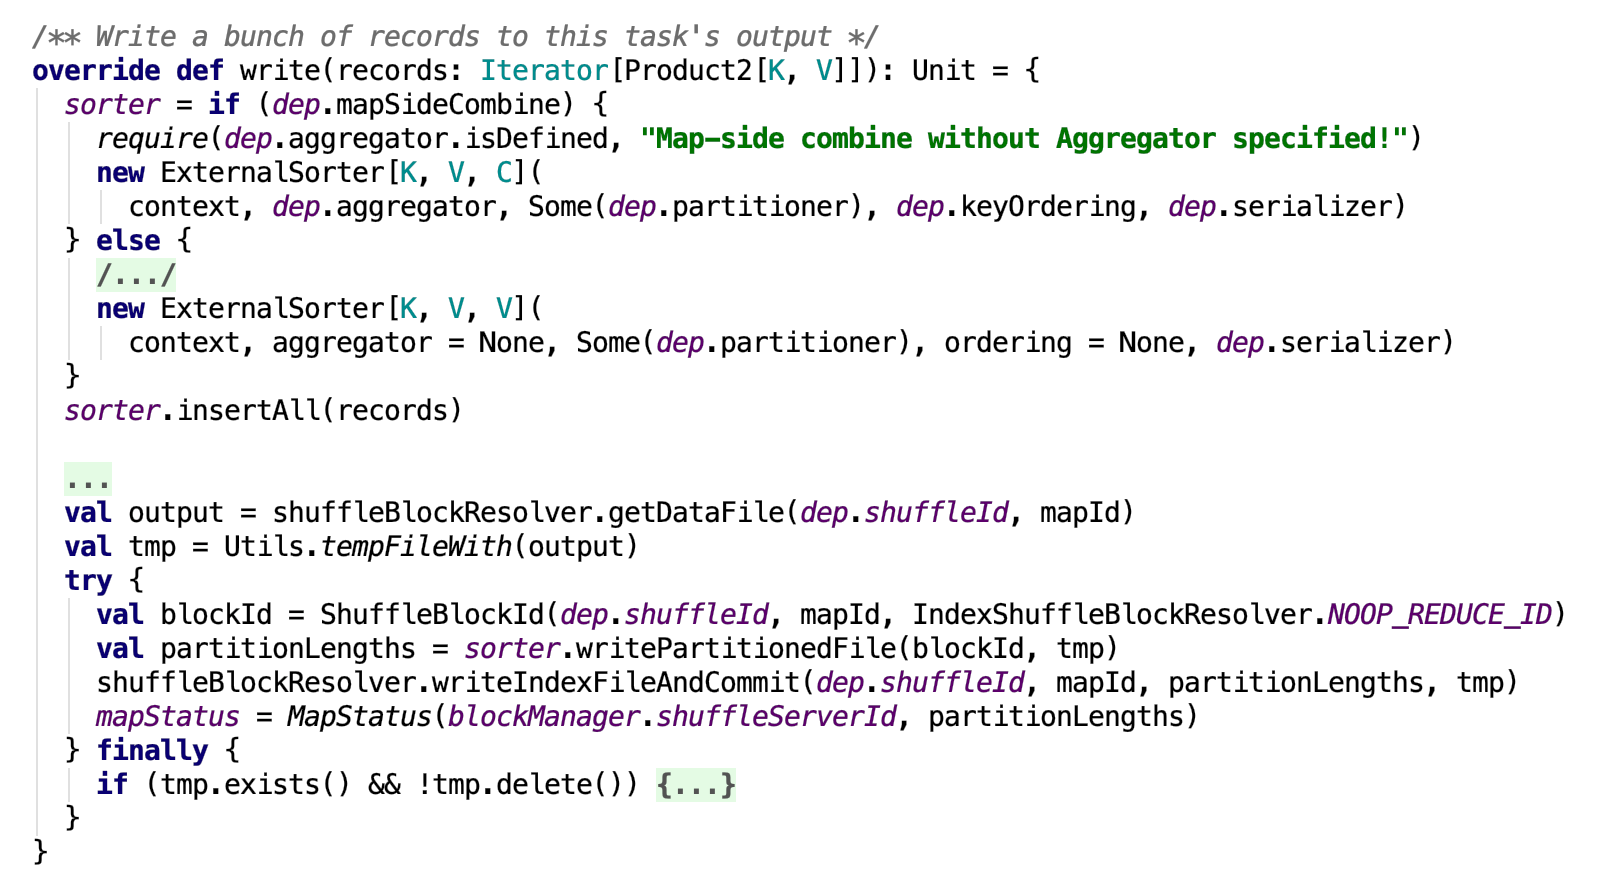 /** Write a bunch of records to this task's output */
override def write(records: Iterator[Product2[K, V]]): Unit = {
  sorter = if (dep.mapSideCombine) {
    require(dep.aggregator.isDefined, "Map-side combine without Aggregator specified!")
    new ExternalSorter[K, V, C](
      context, dep.aggregator, Some(dep.partitioner), dep.keyOrdering, dep.serializer)
  } else {
    /.../
    new ExternalSorter[K, V, V](
      context, aggregator = None, Some(dep.partitioner), ordering = None, dep.serializer)
  }
  sorter.insertAll(records)

  ...
  val output = shuffleBlockResolver.getDataFile(dep.shuffleId, mapId)
  val tmp = Utils.tempFileWith(output)
  try {
    val blockId = ShuffleBlockId(dep.shuffleId, mapId, IndexShuffleBlockResolver.NOOP_REDUCE_ID)
    val partitionLengths = sorter.writePartitionedFile(blockId, tmp)
    shuffleBlockResolver.writeIndexFileAndCommit(dep.shuffleId, mapId, partitionLengths, tmp)
    mapStatus = MapStatus(blockManager.shuffleServerId, partitionLengths)
  } finally {
    if (tmp.exists() && !tmp.delete()) {...}
  }
}